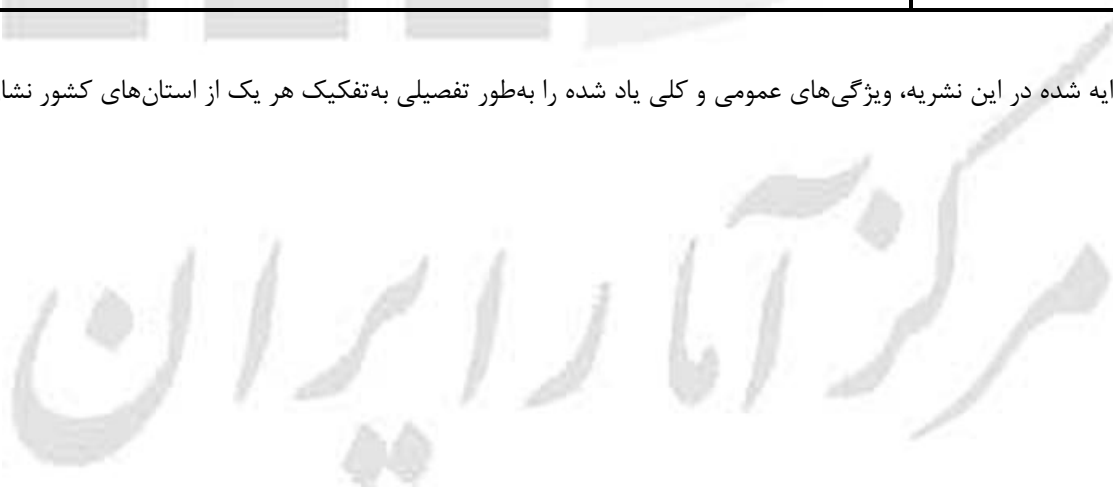 ایه شده در این نشریه، ویژگی‌های عمومی و کلی یاد شده را به‌طور تفصیلی به‌تفکیک هر یک از استان‌های کشور نشا
مرکز آمار ایران